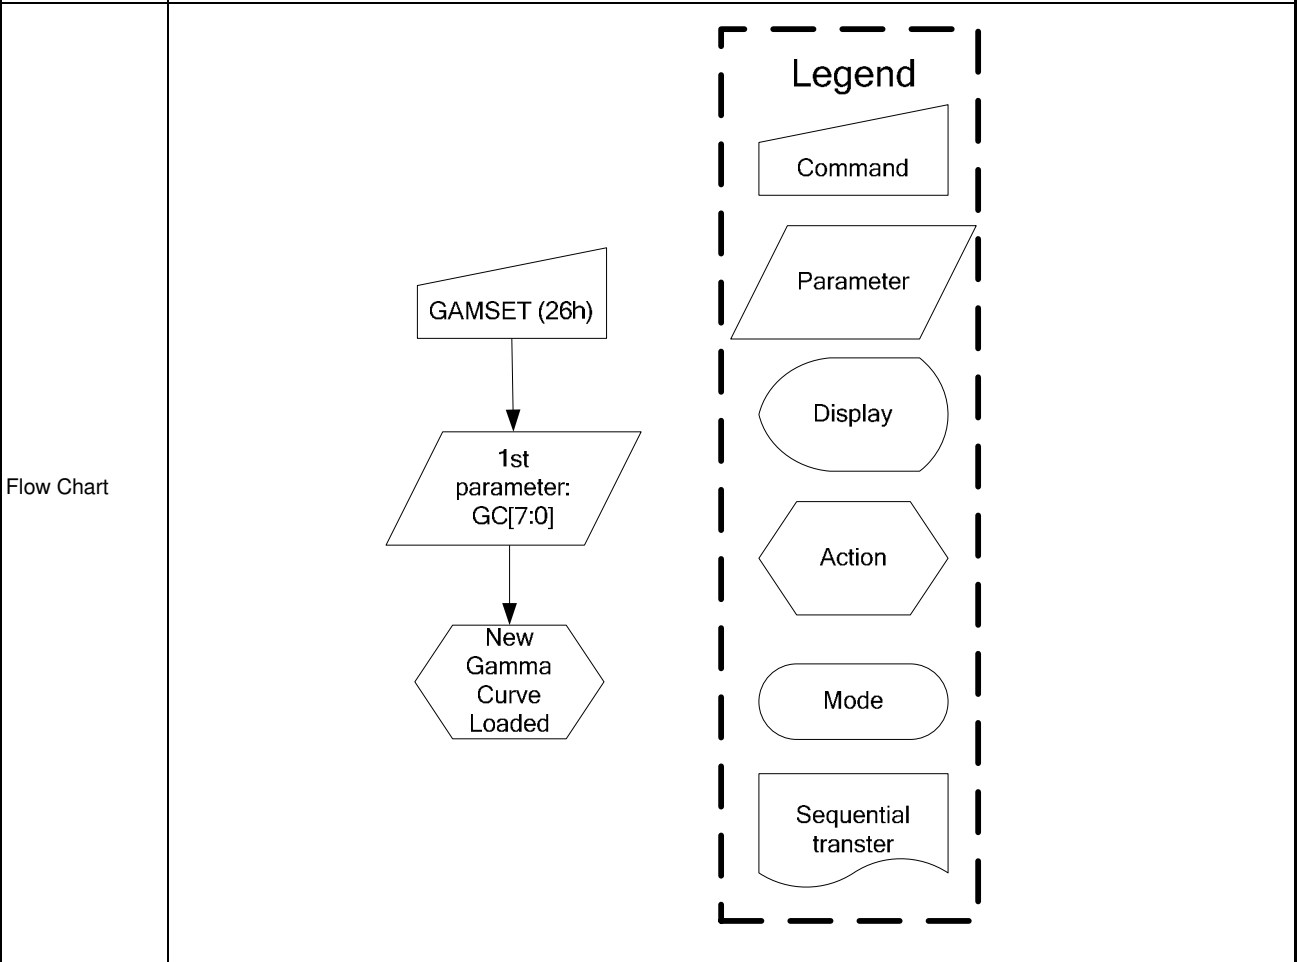 Flow Chart
GAMSET (26h)
1st
parameter:
GC[7:0]
New
Gamma
Curve
Loaded
Legend
Command
Parameter
Display
Action
Mode
Sequential
transter